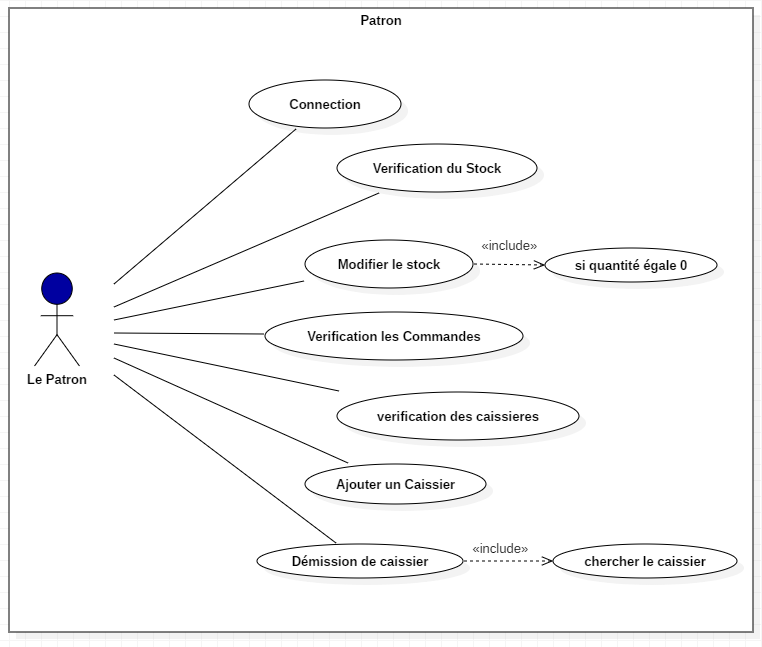 Patron
Connection
Verification du Stock
«include»
Modifier le stock
si quantité égale 0
Verification les Commandes
Le Patron
verification des caissieres
Ajouter un Caissier
«include»
Démission de caissier
chercher le caissier